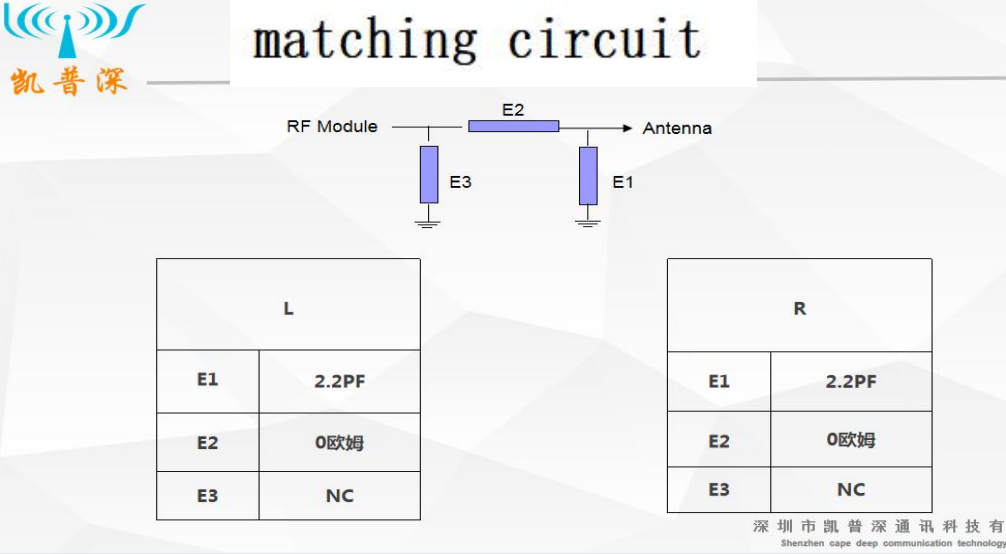 凯普深
matching circuit
RF Module
E2
Antenna
E3
E1
L
E1 2.2PF
E2 0欧姆
E3 NC
R
E1 2.2PF
E2 0欧姆
E3 NC
深圳市凯普深通讯科技有
Shenzhen cape deep communication technology